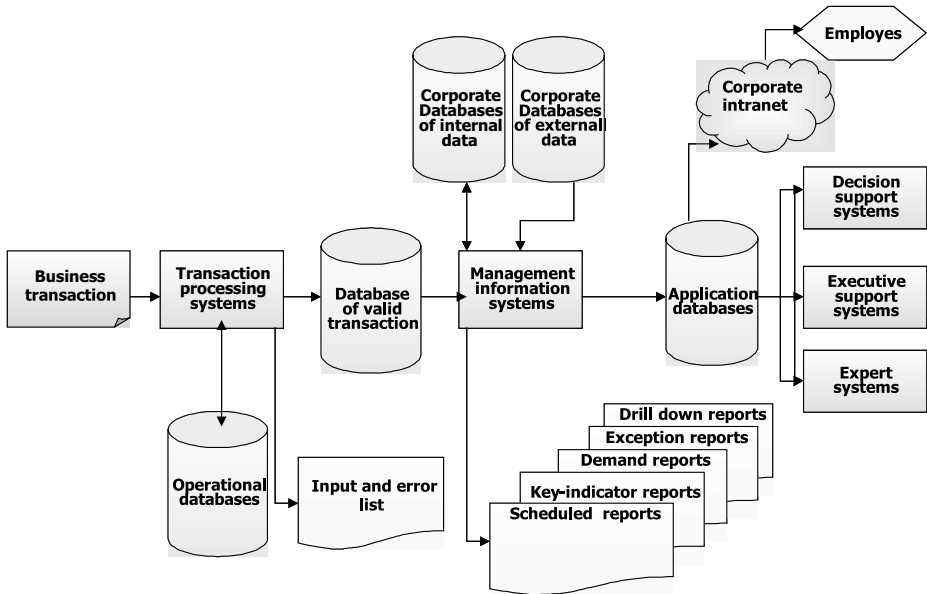 Employes
Corporate
intranet
Corporate
Databases
of internal
data
Corporate
Databases
of external
data
Decision
support
systems
Business
transaction
Transaction
processing
systems
Database
of valid
transaction
Management
information
systems
Application
databases
Executive
support
systems
Expert
systems
Operational
databases
Input and error
list
Drill down reports
Exception reports
Demand reports
Key-indicator reports
Scheduled reports